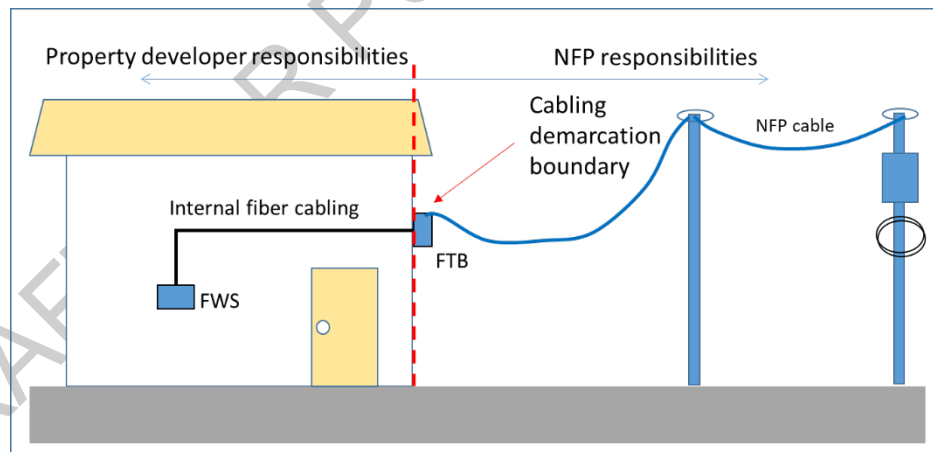 Property developer responsibilities
NFP responsibilities
Cabling
demarcation
boundary
NFP cable
Internal fiber cabling
FTB
FWS